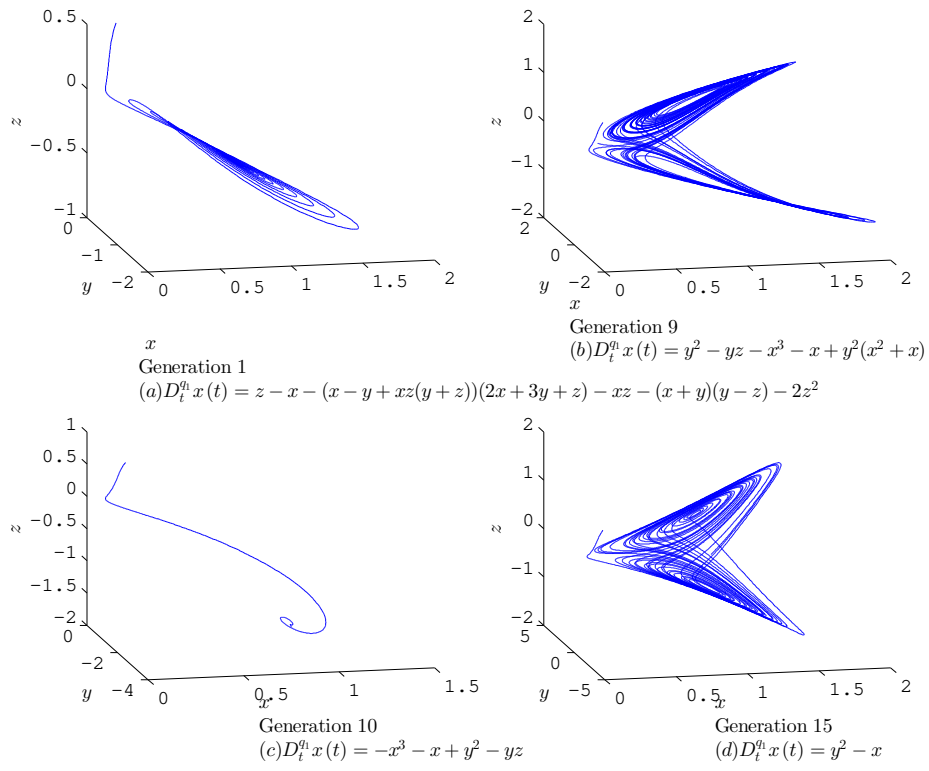 0.5
0
−0.5
−1
z
0
−1
−2
y
0
0.5
1
1.5
2
x
Generation 1
(a)D_t^{q_1} x(t) = z − x − (x − y + xz(y + z))(2x + 3y + z) − xz − (x + y)(y − z) − 2z^2
2
1
0
−1
−2
z
2
0
−2
y
0
0.5
1
1.5
2
x
Generation 9
(b)D_t^{q_1} x(t) = y^2 − yz − x^3 − x + y^2(x^2 + x)
1
0.5
0
−0.5
−1
−1.5
−2
z
0
−2
−4
y
0
0.5
1
1.5
x
Generation 10
(c)D_t^{q_1} x(t) = −x^3 − x + y^2 − yz
2
1
0
−1
−2
z
5
0
−5
y
0
0.5
1
1.5
2
x
Generation 15
(d)D_t^{q_1} x(t) = y^2 − x